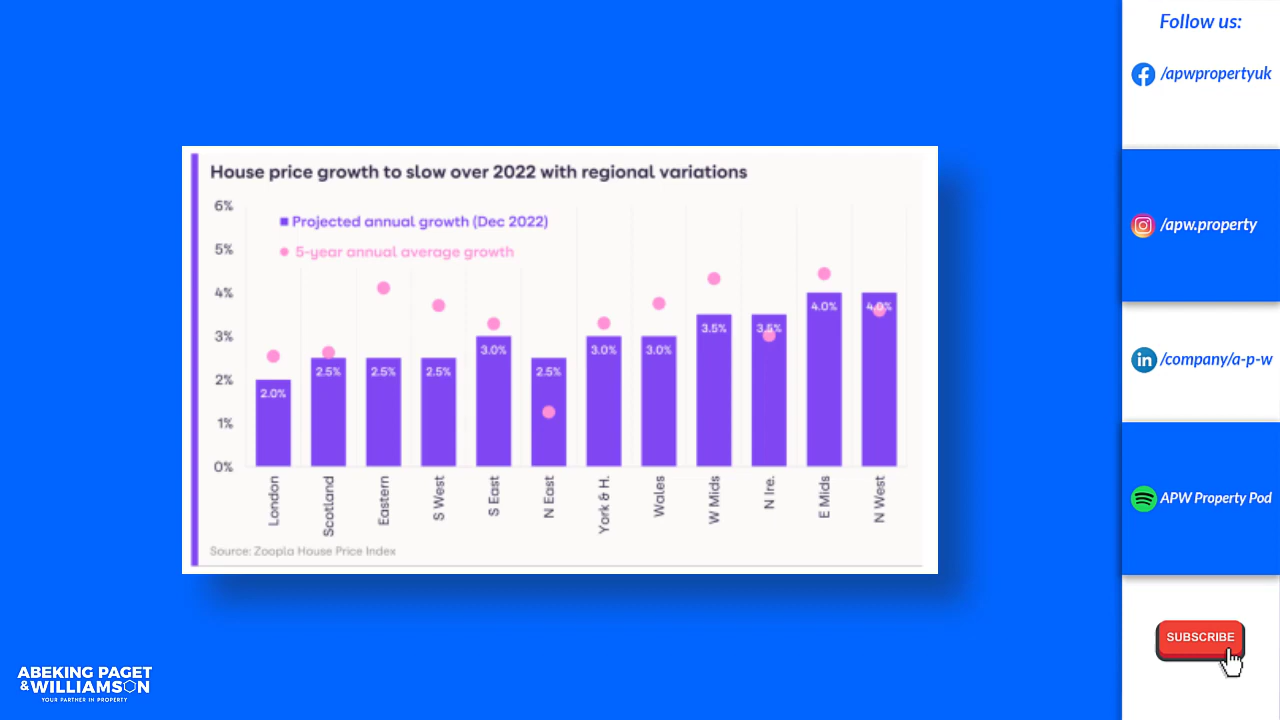 House price growth to slow over 2022 with regional variations
6%
5%
4%
3%
2%
1%
0%
Projected annual growth (Dec 2022)
5-year annual average growth
2.0%
2.5%
2.5%
2.5%
3.0%
2.5%
3.0%
3.0%
3.5%
3.5%
4.0%
4.0%
London
Scotland
Eastern
S West
S East
N East
York & H.
Wales
W Mids
N Ire.
E Mids
N West
Source: Zoopla House Price Index
Follow us:
/apwpropertyuk
/apw.property
in
/company/a-p-w
APW Property Pod
SUBSCRIBE
ABEKING PAGET
&WILLIAMSON
YOUR PARTNER IN PROPERTY